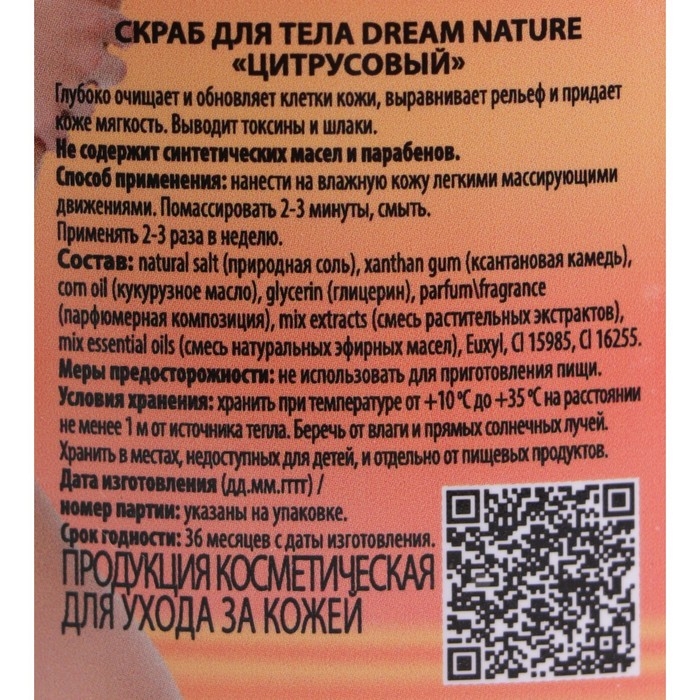 СКРАБ ДЛЯ ТЕЛА DREAM NATURE
«ЦИТРУСОВЫЙ»
Глубоко очищает и обновляет клетки кожи, выравнивает рельеф и придает
коже мягкость. Выводит токсины и шлаки.
Не содержит синтетических масел и парабенов.
Способ применения: нанести на влажную кожу легкими массирующими
движениями. Помассировать 2-3 минуты, смыть.
Применять 2-3 раза в неделю.
Состав: natural salt (природная соль), xanthan gum (ксантановая камедь),
corn oil (кукурузное масло), glycerin (глицерин), parfum\fragrance
(парфюмерная композиция), mix extracts (смесь растительных экстрактов),
mix essential oils (смесь натуральных эфирных масел), Euxyl, Cl 15985, Cl 16255.
Меры предосторожности: не использовать для приготовления пищи.
Условия хранения: хранить при температуре от +10 ºС до +35 ºС на расстоянии
не менее 1 м от источника тепла. Беречь от влаги и прямых солнечных лучей.
Хранить в местах, недоступных для детей, и отдельно от пищевых продуктов.
Дата изготовления (дд.мм.гггг) /
номер партии: указаны на упаковке.
Срок годности: 36 месяцев с даты изготовления.
ПРОДУКЦИЯ КОСМЕТИЧЕСКАЯ
ДЛЯ УХОДА ЗА КОЖЕЙ